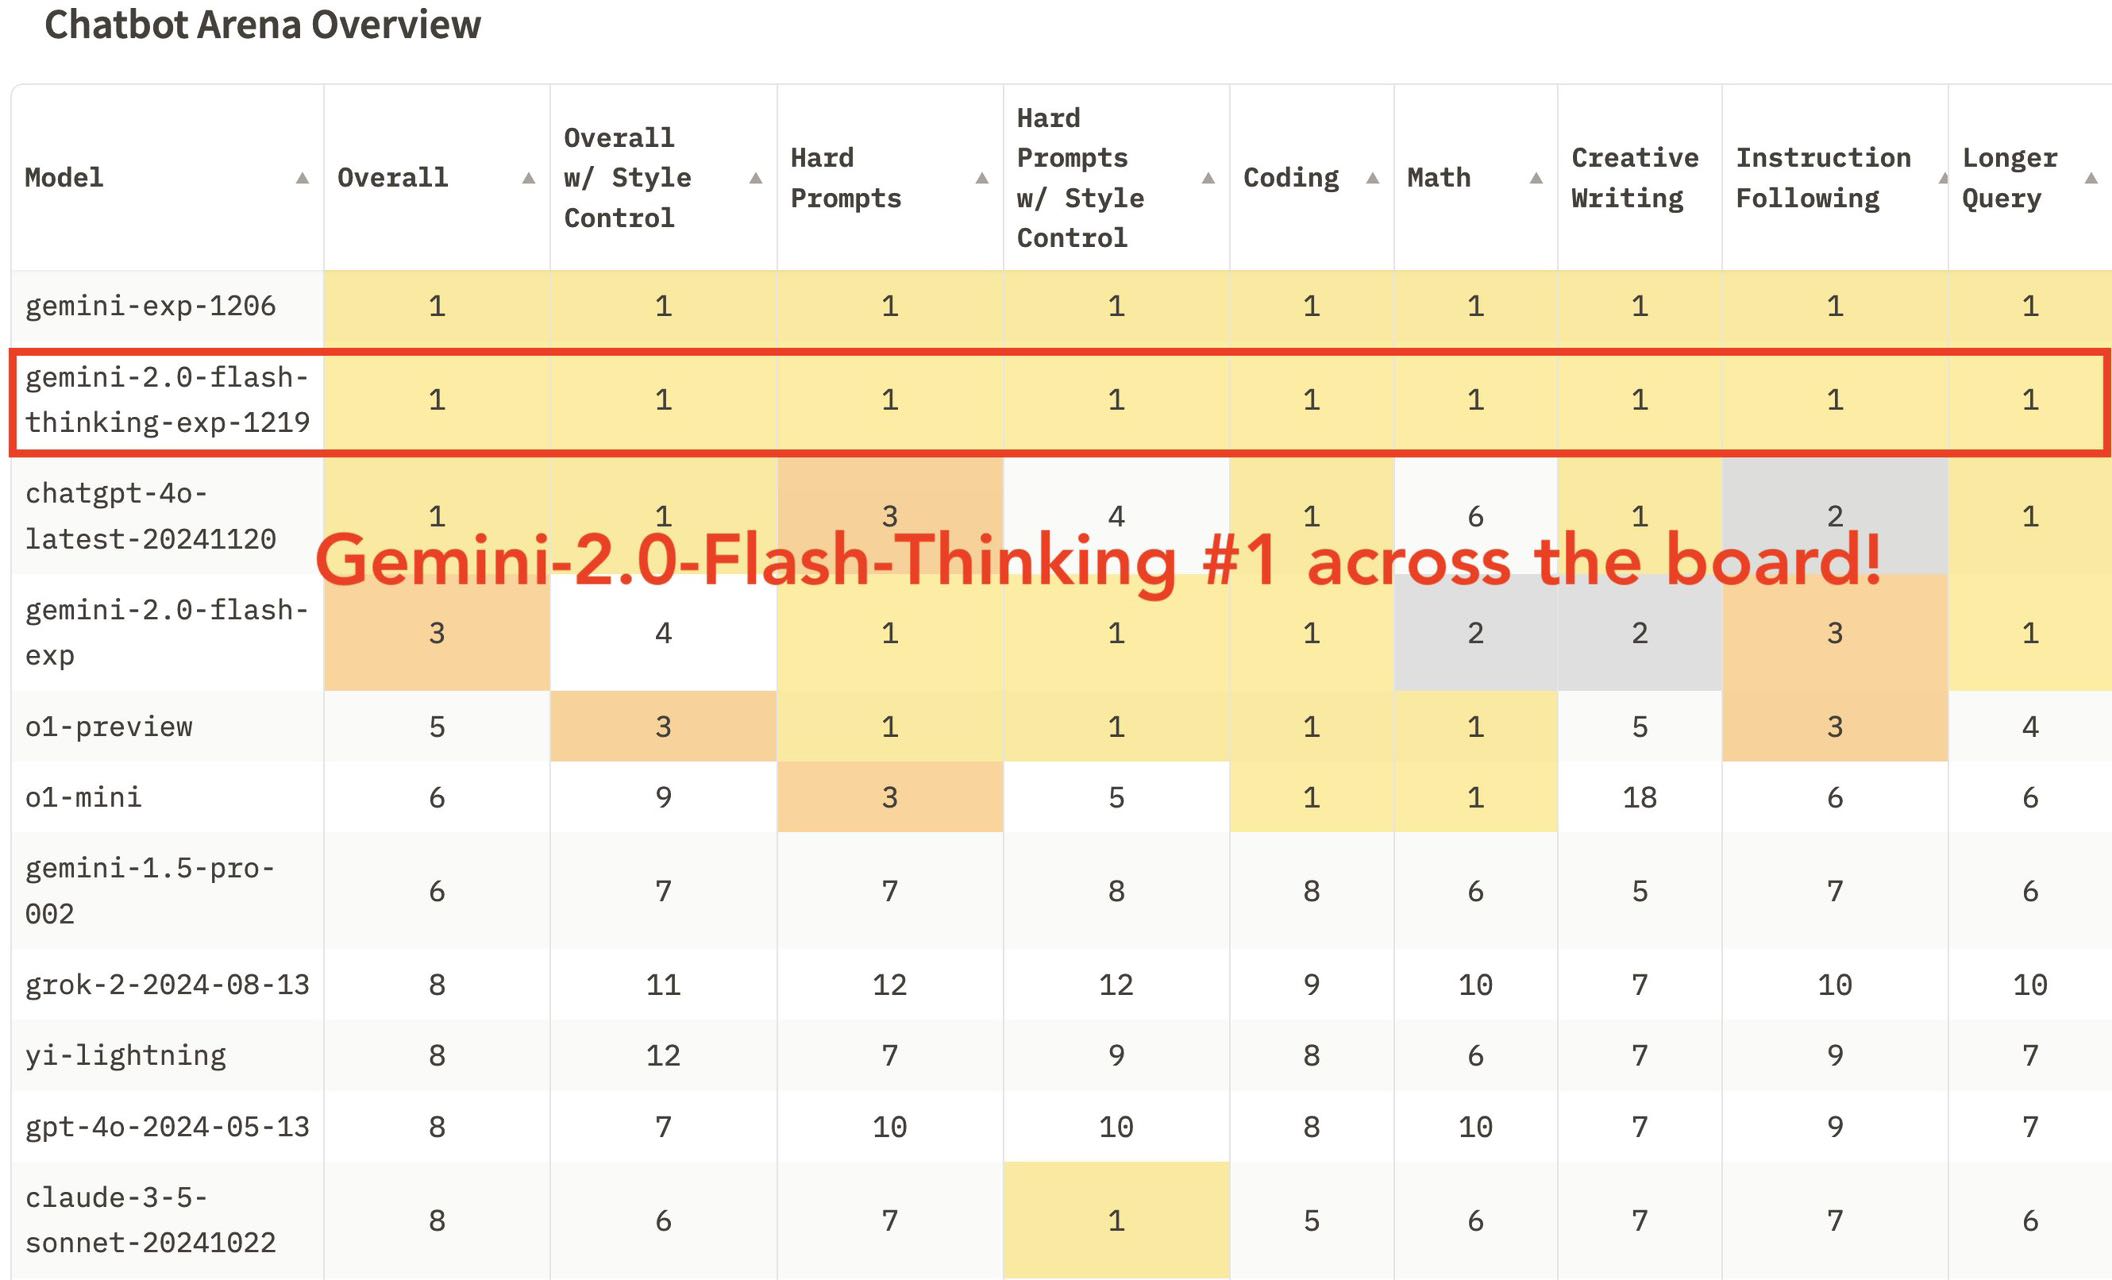 Chatbot Arena Overview
Model ▲ Overall ▲ Overall w/ Style Control ▲ Hard Prompts ▲ Hard Prompts w/ Style Control ▲ Coding ▲ Math ▲ Creative Writing Instruction Following ▲ Longer Query ▲
gemini-exp-1206 1 1 1 1 1 1 1 1 1
gemini-2.0-flash-
thinking-exp-1219 1 1 1 1 1 1 1 1 1
chatgpt-4o-
latest-20241120 1 1 3 4 1 6 1 2 1
Gemini-2.0-Flash-Thinking #1 across the board!
gemini-2.0-flash-
exp 3 4 1 1 1 2 2 3 1
o1-preview 5 3 1 1 1 1 5 3 4
o1-mini 6 9 3 5 1 1 18 6 6
gemini-1.5-pro-
002 6 7 7 8 8 6 5 7 6
grok-2-2024-08-13 8 11 12 12 9 10 7 10 10
yi-lightning 8 12 7 9 8 6 7 9 7
gpt-4o-2024-05-13 8 7 10 10 8 10 7 9 7
claude-3-5-
sonnet-20241022 8 6 7 1 5 6 7 7 6